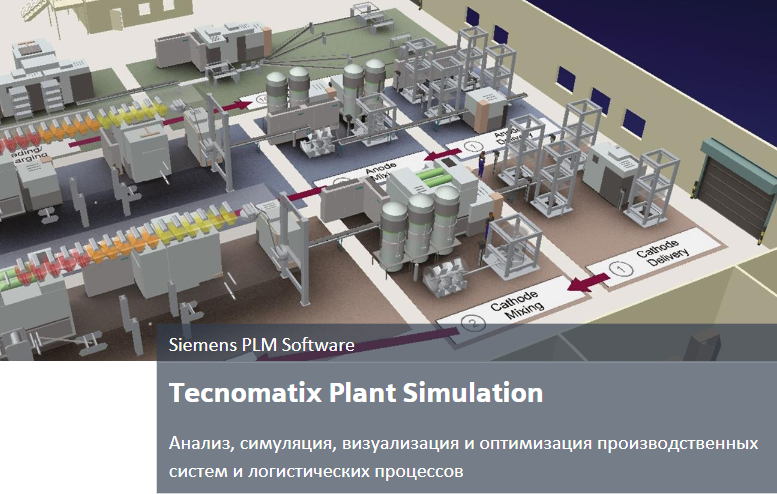 ading/
arging
1
Anode
Delivery
Anode
Mixing
1
Cathode
Delivery
2
Cathode
Mixing
Siemens PLM Software
Tecnomatix Plant Simulation
Анализ, симуляция, визуализация и оптимизация производственных
систем и логистических процессов